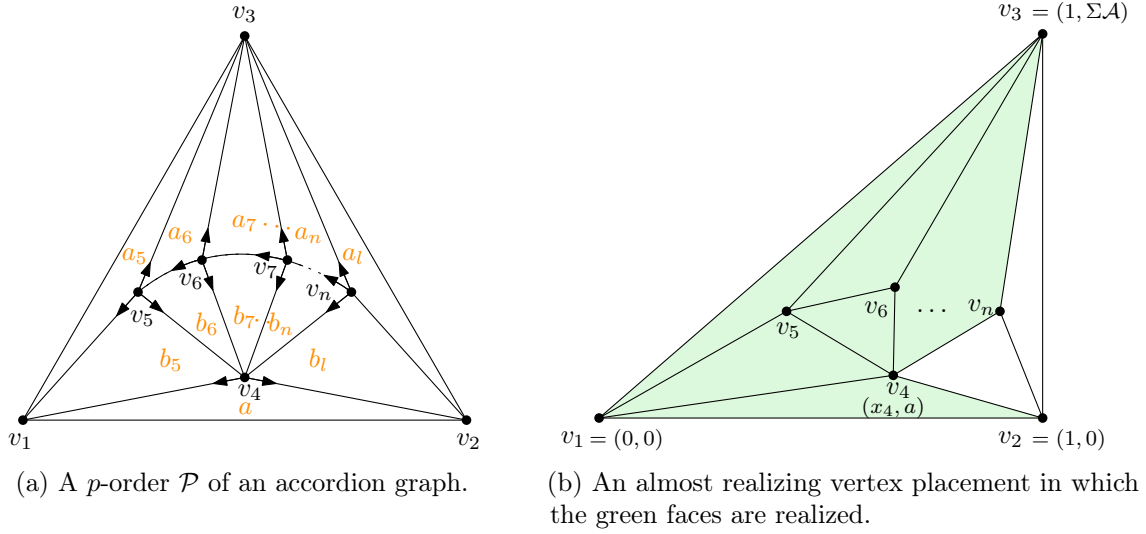 v₃
a₅ a₆ a₇ ⋯ aₙ aₗ
v₅ v₆ v₇ vₙ
b₅ b₆ b₇ ‥ bₙ bₗ
v₄
a
v₁ v₂
(a) A p-order 𝒫 of an accordion graph.
v₃ = (1, Σ𝒜)
v₅ v₆ … vₙ
v₄
(x₄, a)
v₁ = (0, 0) v₂ = (1, 0)
(b) An almost realizing vertex placement in which
the green faces are realized.